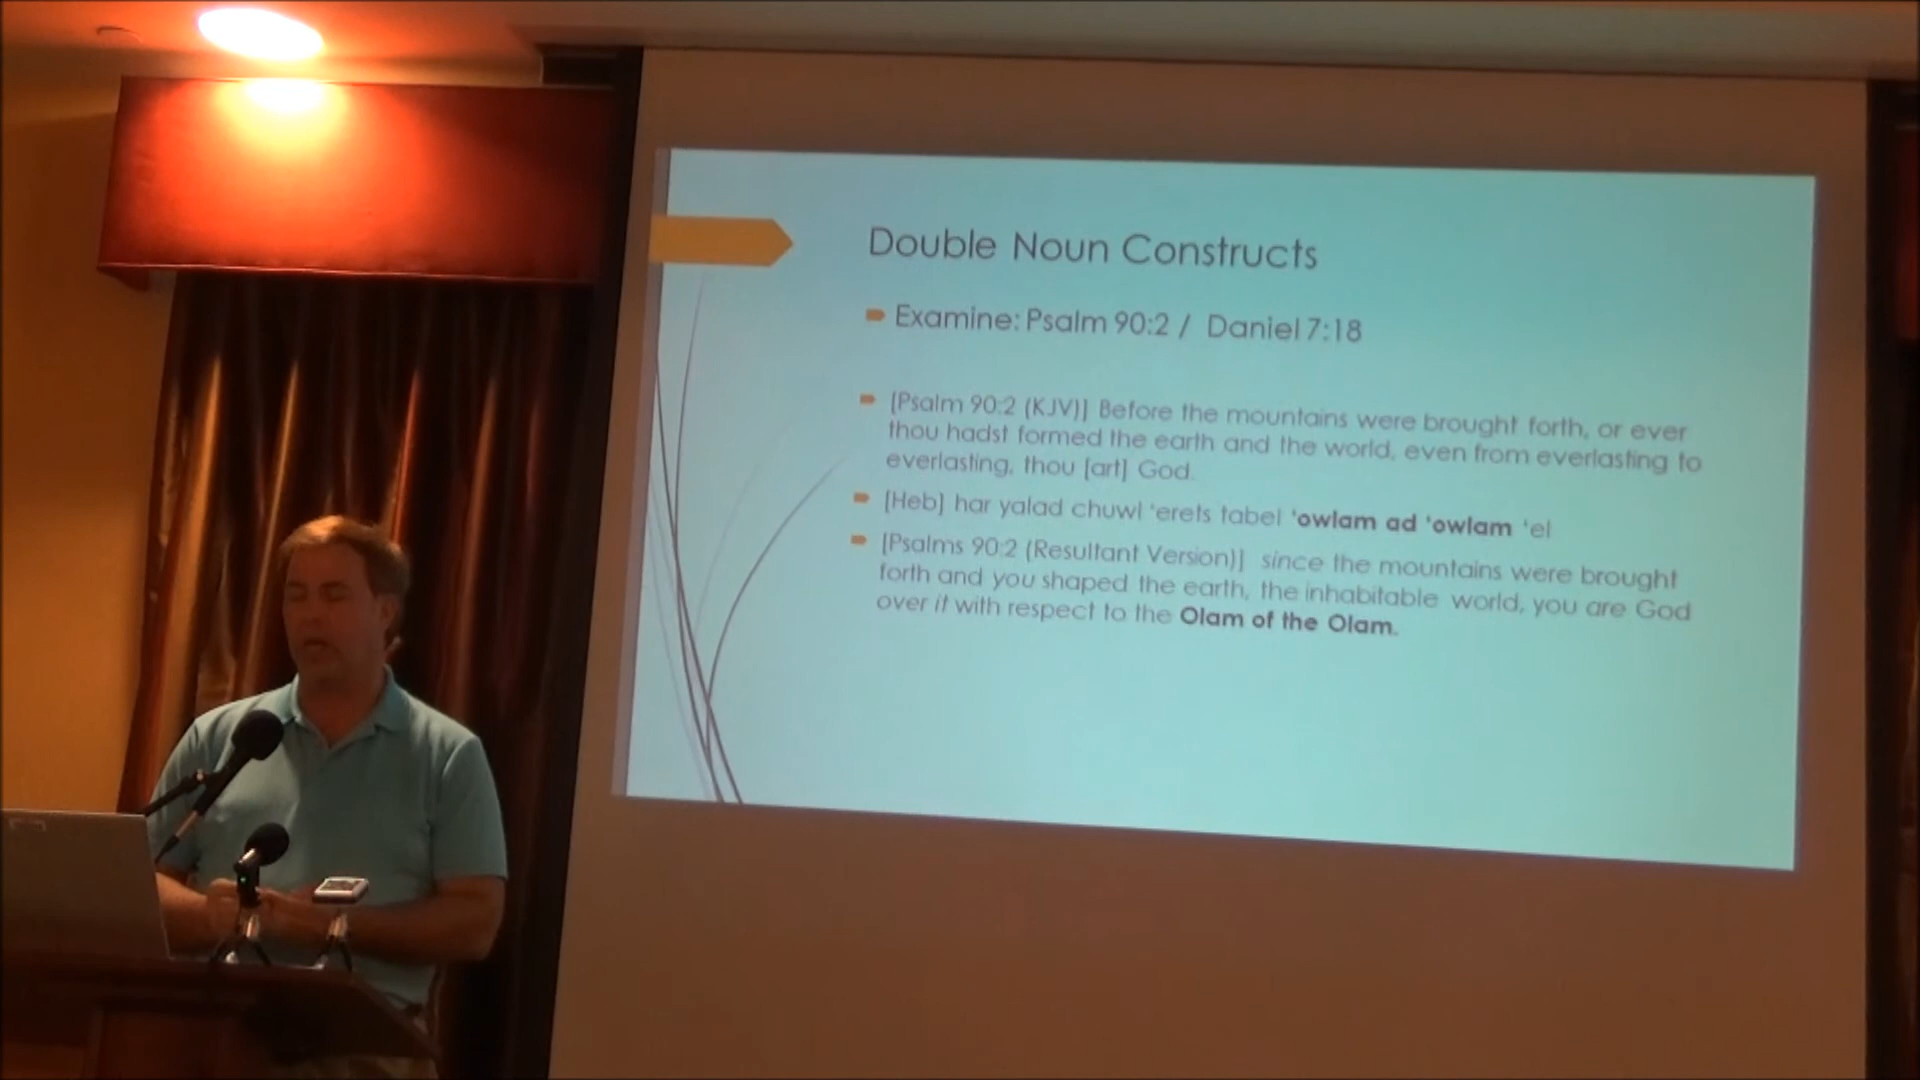 Double Noun Constructs
Examine: Psalm 90:2 / Daniel 7:18
[Psalm 90:2 (KJV)] Before the mountains were brought forth, or ever
thou hadst formed the earth and the world, even from everlasting to
everlasting, thou [art] God.
[Heb] har yalad chuwl 'erets tabel 'owlam ad 'owlam 'el
[Psalms 90:2 (Resultant Version)] since the mountains were brought
forth and you shaped the earth, the inhabitable world, you are God
over it with respect to the Olam of the Olam.